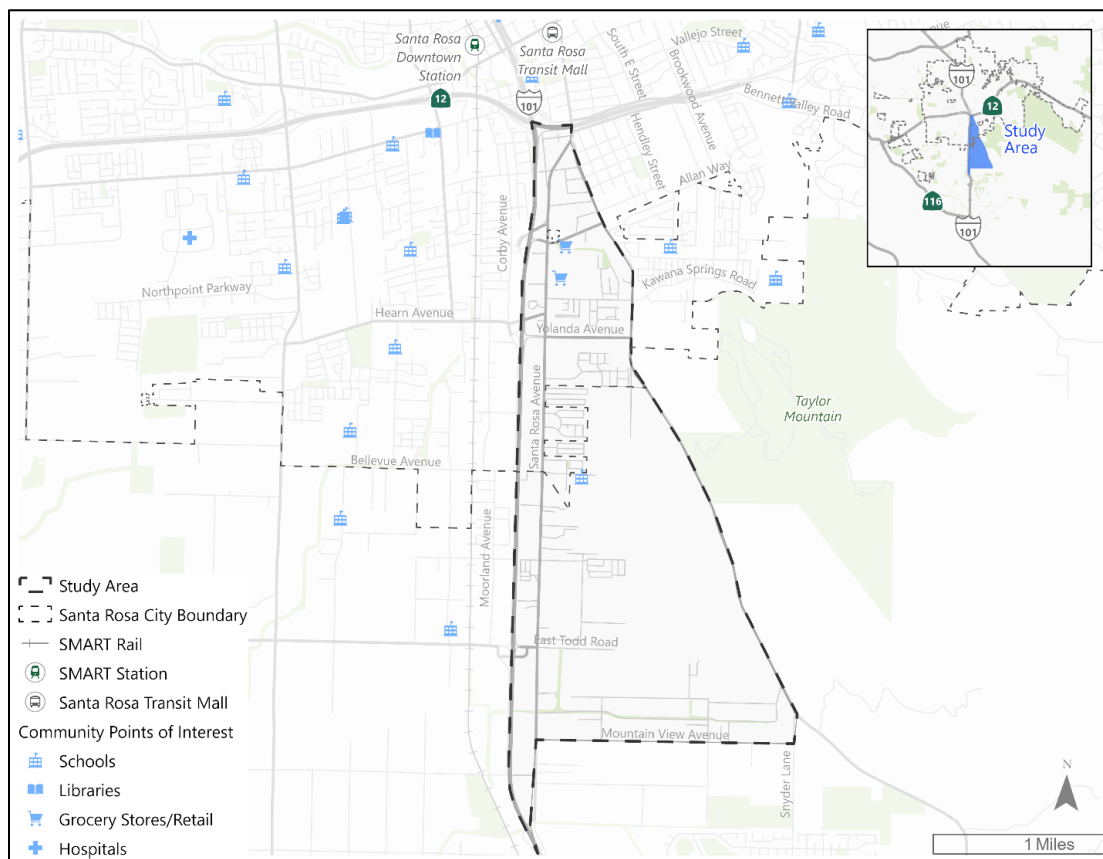 Santa Rosa
Downtown
Station
Santa Rosa
Transit Mall
South E Street
Vallejo Street
Brookwood Avenue
Bennett Valley Road
Hendley Street
12
101
Allan Way
Corby Avenue
Kawana Springs Road
Northpoint Parkway
Hearn Avenue
Yolanda Avenue
Santa Rosa Avenue
Taylor
Mountain
Bellevue Avenue
Moorland Avenue
East Todd Road
Mountain View Avenue
Snyder Lane
101
12
Study
Area
116
101
Study Area
Santa Rosa City Boundary
SMART Rail
SMART Station
Santa Rosa Transit Mall
Community Points of Interest
Schools
Libraries
Grocery Stores/Retail
Hospitals
N
1 Miles